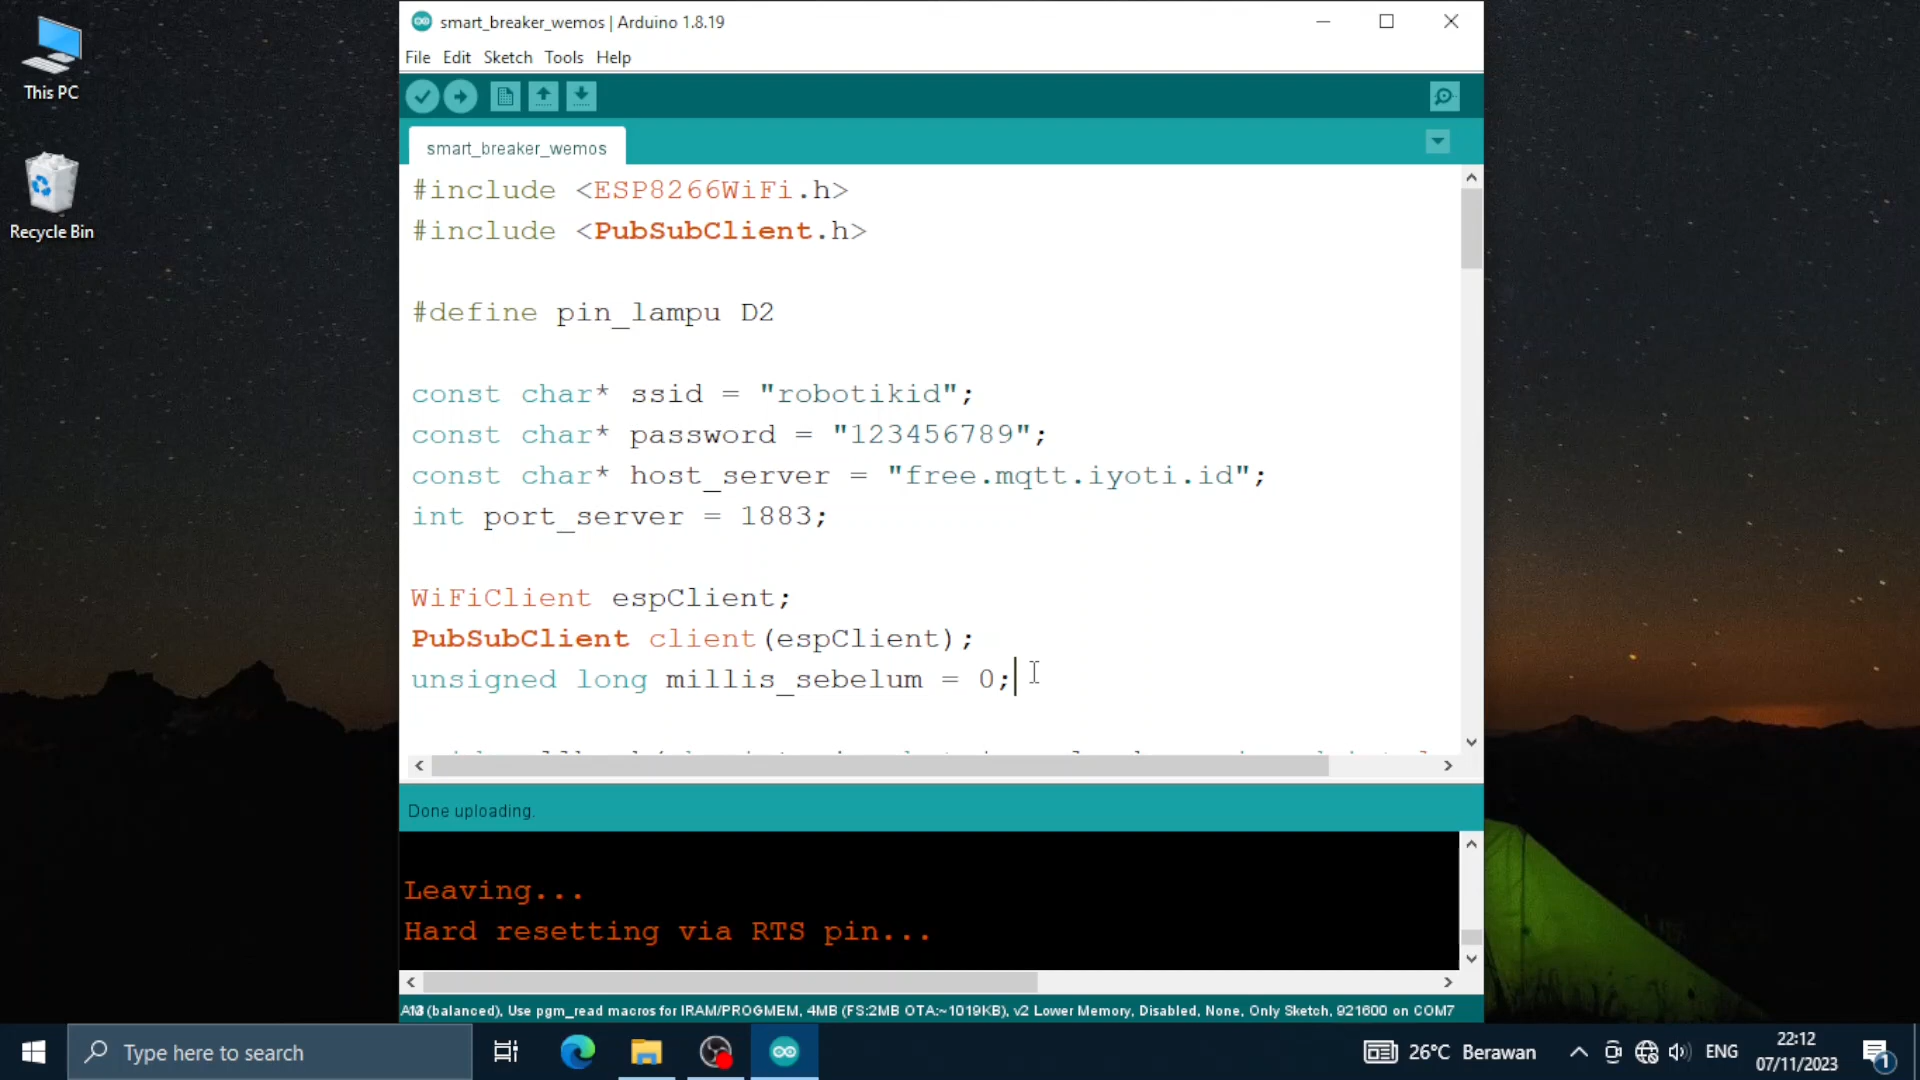 This PC
Recycle Bin
smart_breaker_wemos | Arduino 1.8.19
File Edit Sketch Tools Help
smart_breaker_wemos
#include <ESP8266WiFi.h>
#include <PubSubClient.h>
#define pin_lampu D2
const char* ssid = "robotikid";
const char* password = "123456789";
const char* host_server = "free.mqtt.iyoti.id";
int port_server = 1883;
WiFiClient espClient;
PubSubClient client(espClient);
unsigned long millis_sebelum = 0;
Done uploading.
Leaving...
Hard resetting via RTS pin...
(balanced), Use pgm_read macros for IRAM/PROGMEM, 4MB (FS:2MB OTA:~1019KB), v2 Lower Memory, Disabled, None, Only Sketch, 921600 on COM7
Type here to search
26°C Berawan
ENG
22:12
07/11/2023
1